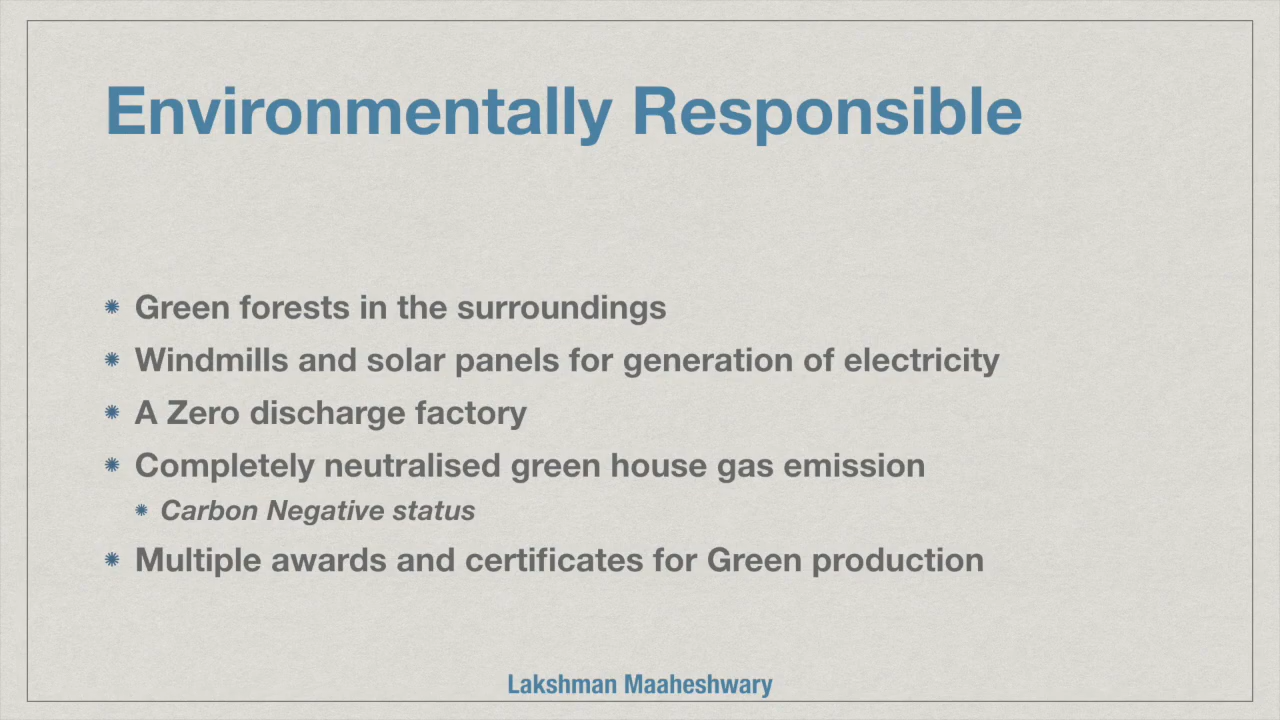 Environmentally Responsible
Green forests in the surroundings
Windmills and solar panels for generation of electricity
A Zero discharge factory
Completely neutralised green house gas emission
Carbon Negative status
Multiple awards and certificates for Green production
Lakshman Maaheshwary